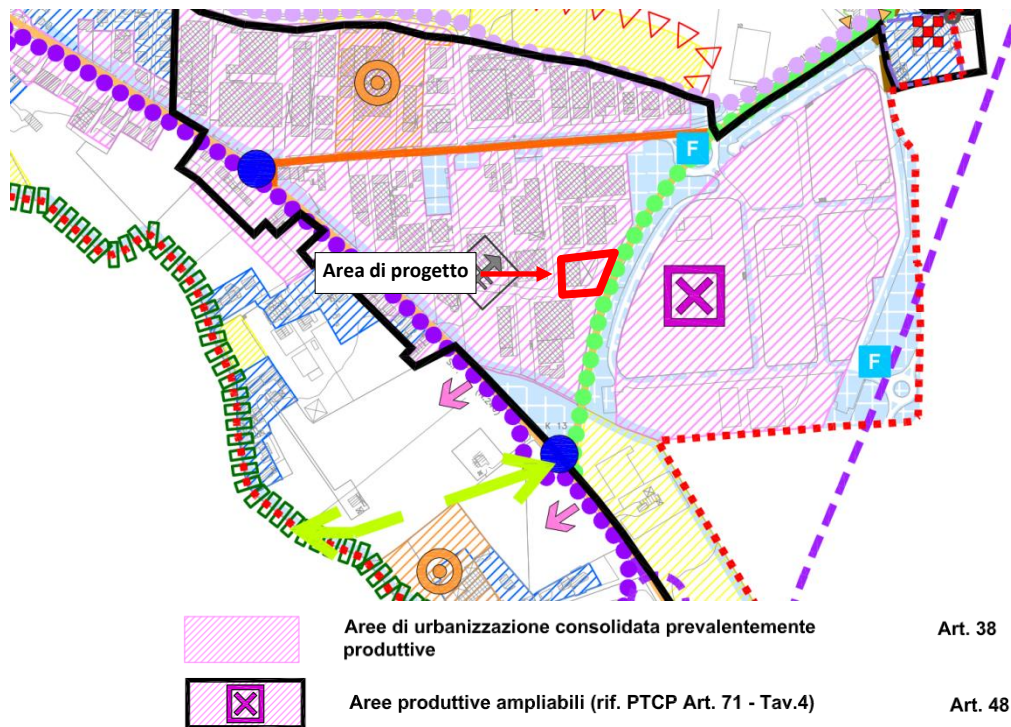 F
Area di progetto
F
K 13
Aree di urbanizzazione consolidata prevalentemente
produttive
Art. 38
Aree produttive ampliabili (rif. PTCP Art. 71 - Tav.4)
Art. 48